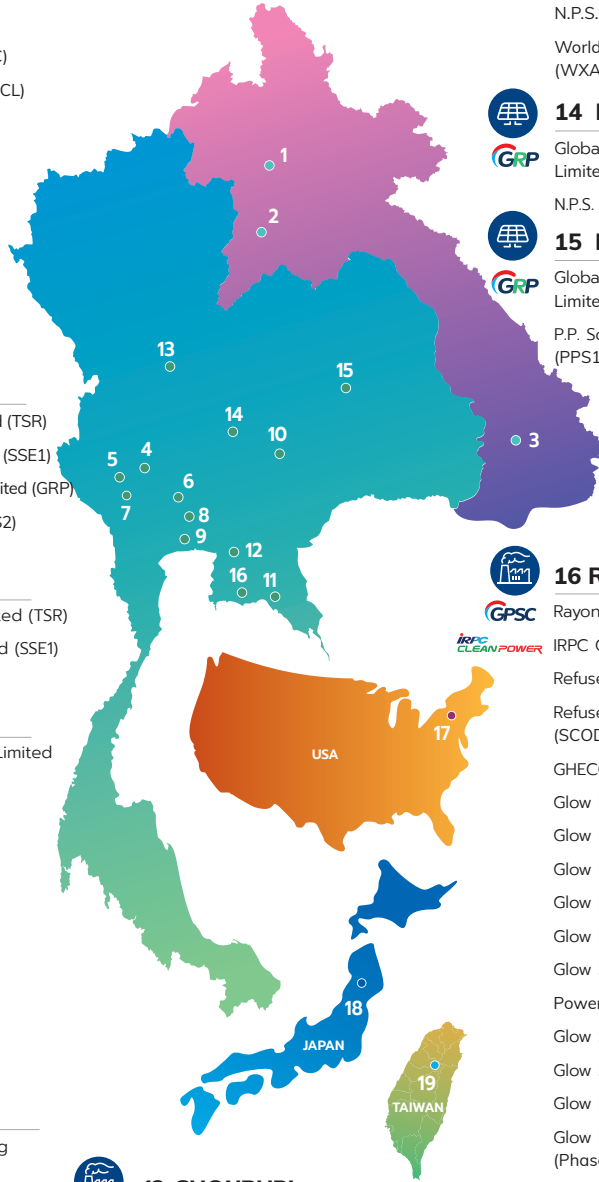 C)
CL)
d (TSR)
(SSE1)
ited (GRP)
S2)
ted (TSR)
d (SSE1)
Limited
g
1
2
3
13
15
14
10
5
4
6
7
8
9
12
16
11
USA
17
18
JAPAN
19
TAIWAN
N.P.S.
World
(WXA
14
GRP
Globa
Limite
N.P.S.
15
GRP
Globa
Limite
P.P. So
(PPS1
16 R
GPSC
Rayon
IRPC
CLEAN POWER
IRPC C
Refuse
Refuse
(SCOD
GHECO
Glow
Glow
Glow
Glow
Glow
Glow
Power
Glow
Glow
Glow
Glow
(Phase